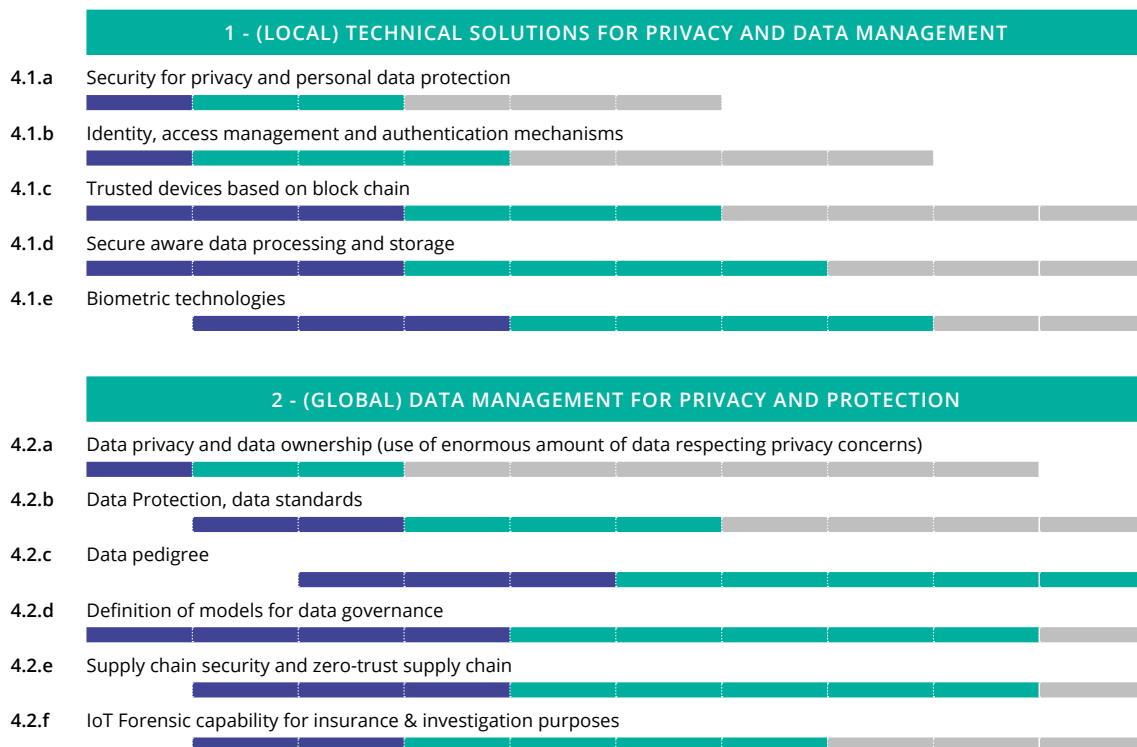 1 - (LOCAL) TECHNICAL SOLUTIONS FOR PRIVACY AND DATA MANAGEMENT
4.1.a Security for privacy and personal data protection
4.1.b Identity, access management and authentication mechanisms
4.1.c Trusted devices based on block chain
4.1.d Secure aware data processing and storage
4.1.e Biometric technologies
2 - (GLOBAL) DATA MANAGEMENT FOR PRIVACY AND PROTECTION
4.2.a Data privacy and data ownership (use of enormous amount of data respecting privacy concerns)
4.2.b Data Protection, data standards
4.2.c Data pedigree
4.2.d Definition of models for data governance
4.2.e Supply chain security and zero-trust supply chain
4.2.f IoT Forensic capability for insurance & investigation purposes